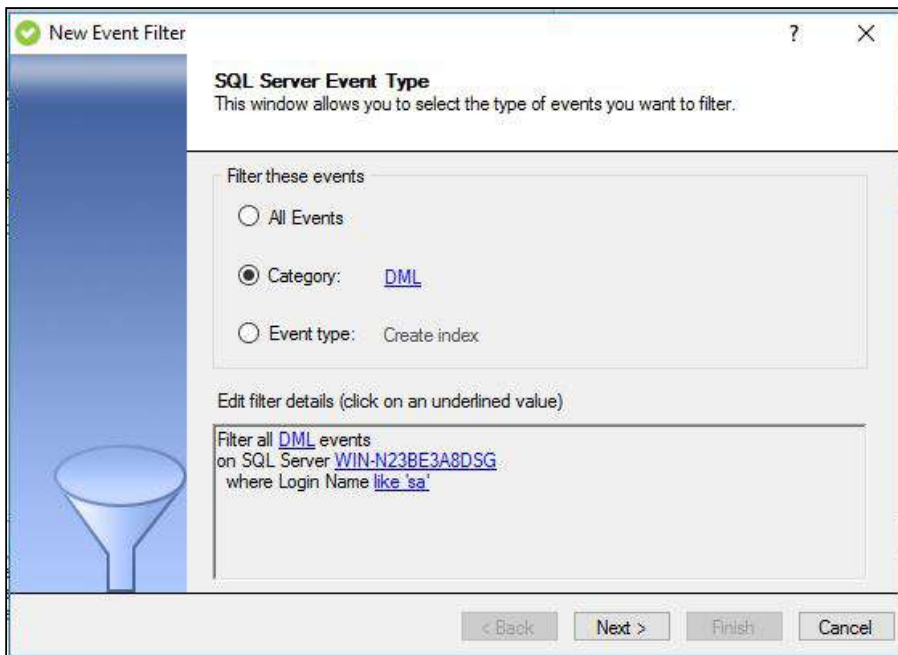 New Event Filter
?
SQL Server Event Type
This window allows you to select the type of events you want to filter.
Filter these events
All Events
Category: DML
Event type: Create index
Edit filter details (click on an underlined value)
Filter all DML events
on SQL Server WIN-N23BE3A8DSG
where Login Name like 'sa'
< Back Next > Finish Cancel